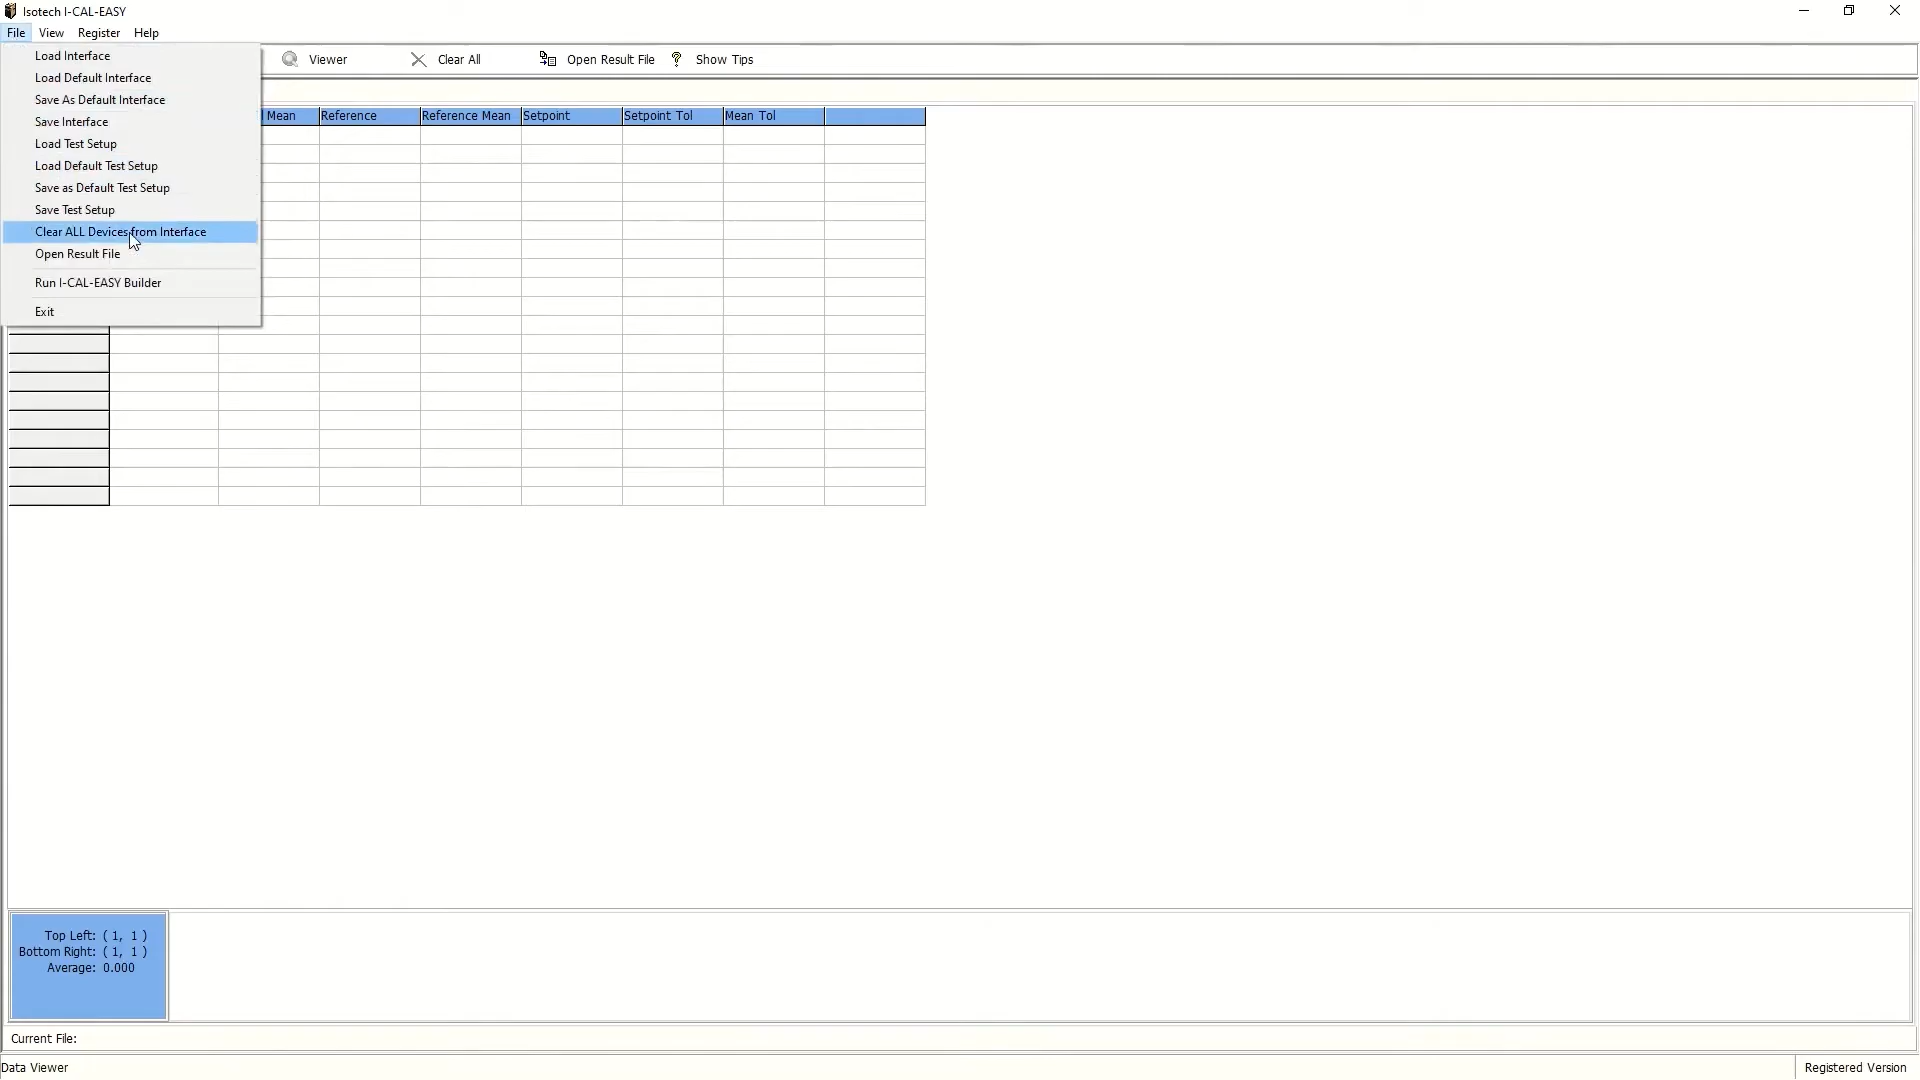 Isotech I-CAL-EASY
File View Register Help
Load Interface
Load Default Interface
Save As Default Interface
Save Interface
Load Test Setup
Load Default Test Setup
Save as Default Test Setup
Save Test Setup
Clear ALL Devices from Interface
Open Result File
Run I-CAL-EASY Builder
Exit
Viewer Clear All Open Result File ? Show Tips
Mean Reference Reference Mean Setpoint Setpoint Tol Mean Tol
Top Left: ( 1, 1 )
Bottom Right: ( 1, 1 )
Average: 0.000
Current File:
Data Viewer Registered Version